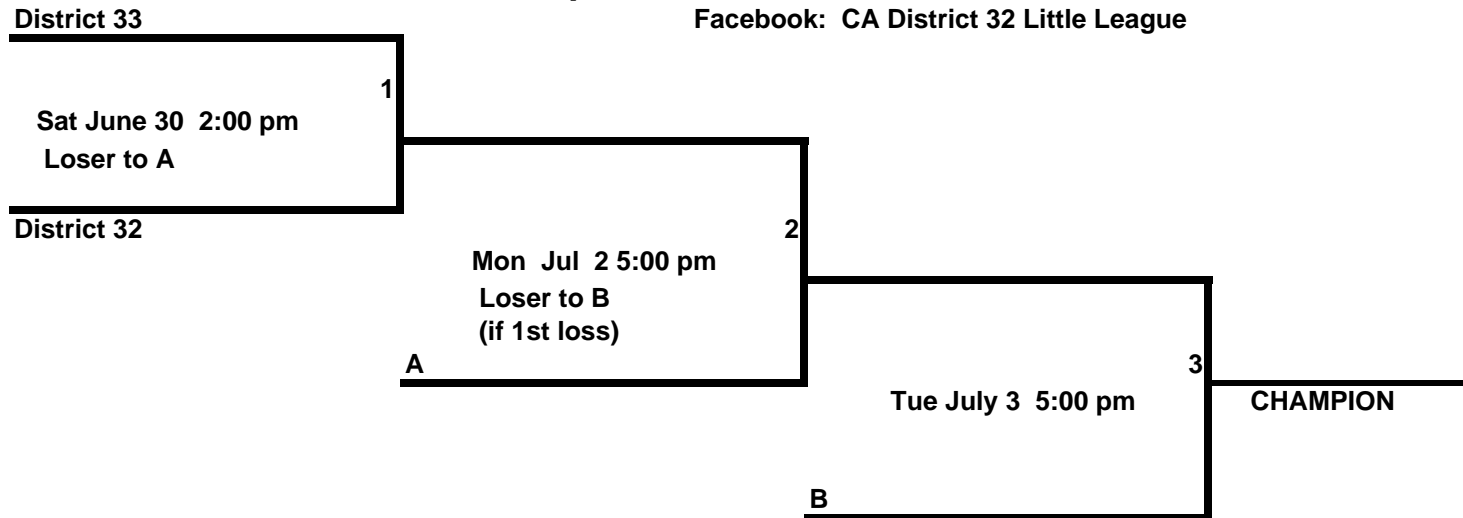 District 33
Facebook: CA District 32 Little League
1
Sat June 30 2:00 pm
Loser to A
District 32
2
Mon Jul 2 5:00 pm
Loser to B
(if 1st loss)
A
3
Tue July 3 5:00 pm
CHAMPION
B